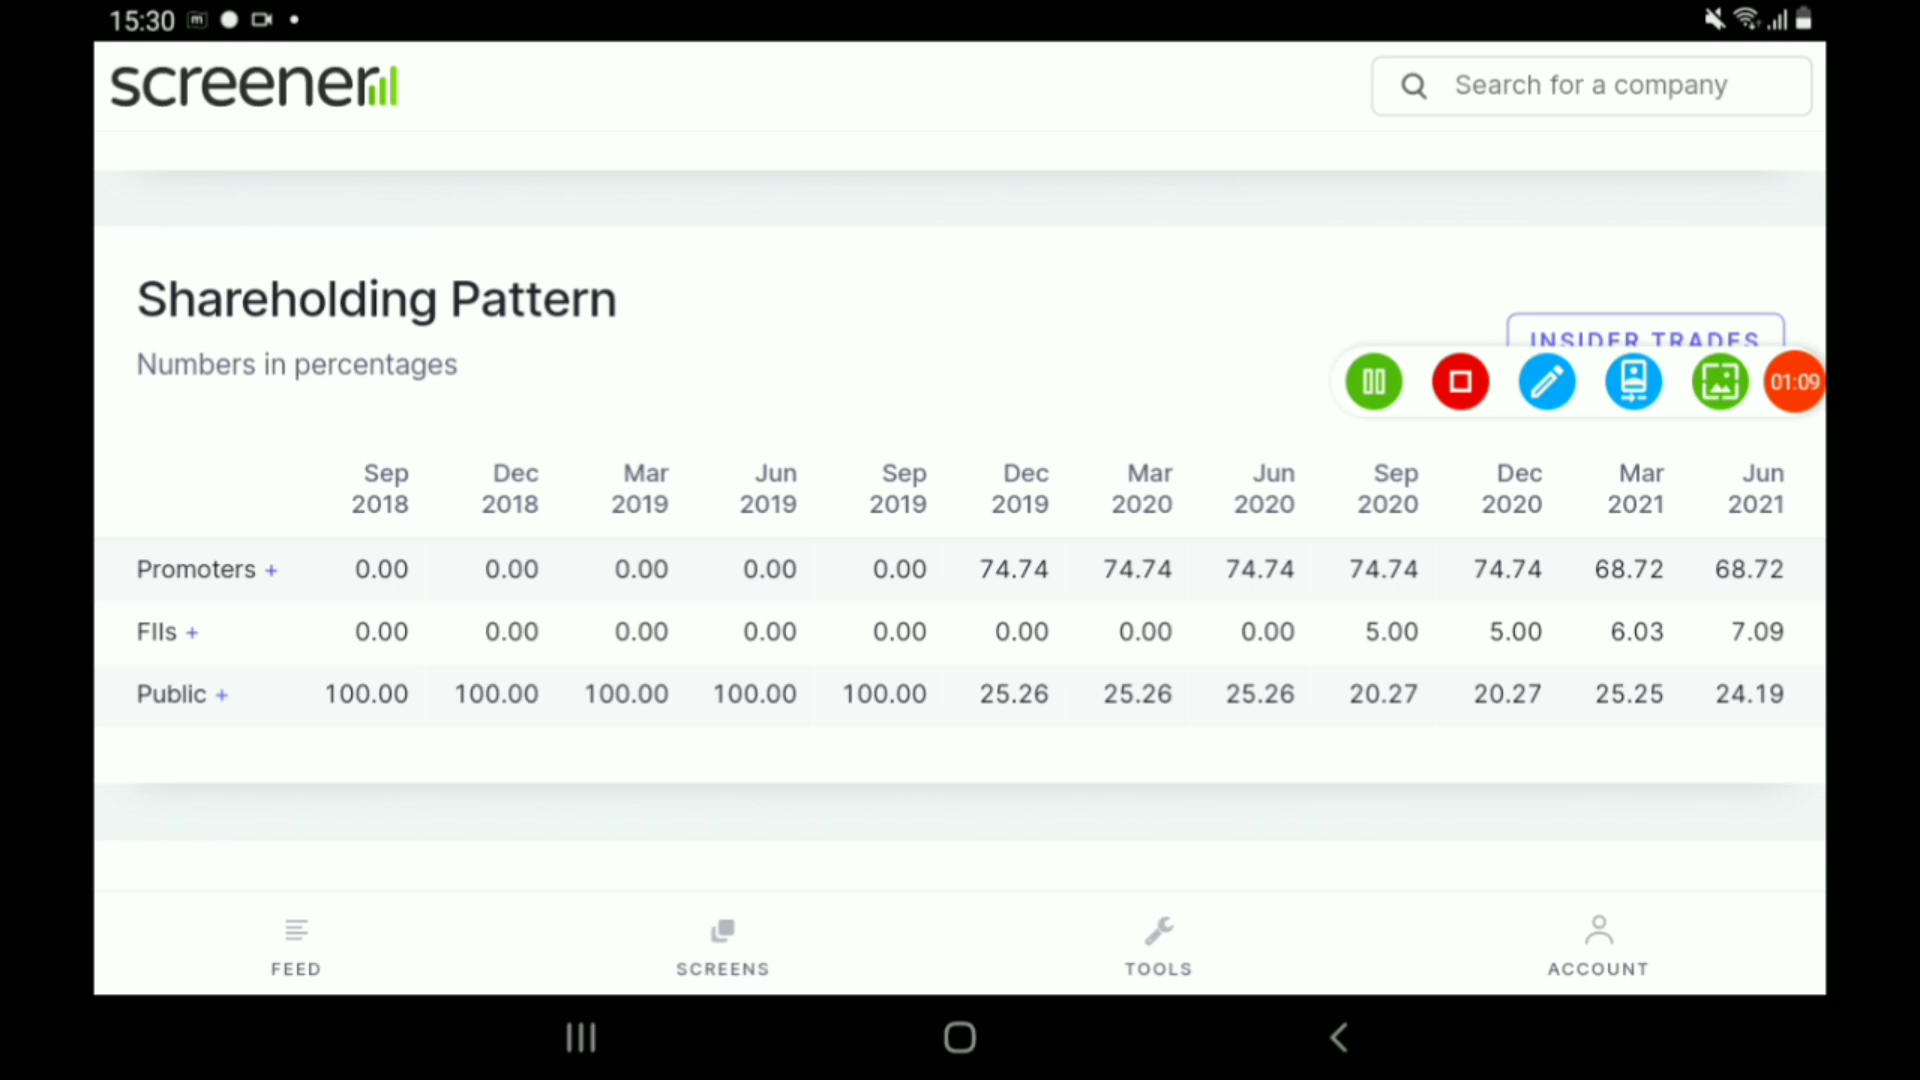 15:30
screener
Search for a company
Shareholding Pattern
Numbers in percentages
INSIDER TRADES
01:09
Sep 2018 Dec 2018 Mar 2019 Jun 2019 Sep 2019 Dec 2019 Mar 2020 Jun 2020 Sep 2020 Dec 2020 Mar 2021 Jun 2021
Promoters + 0.00 0.00 0.00 0.00 0.00 74.74 74.74 74.74 74.74 74.74 68.72 68.72
FIIs + 0.00 0.00 0.00 0.00 0.00 0.00 0.00 0.00 5.00 5.00 6.03 7.09
Public + 100.00 100.00 100.00 100.00 100.00 25.26 25.26 25.26 20.27 20.27 25.25 24.19
FEED SCREENS TOOLS ACCOUNT